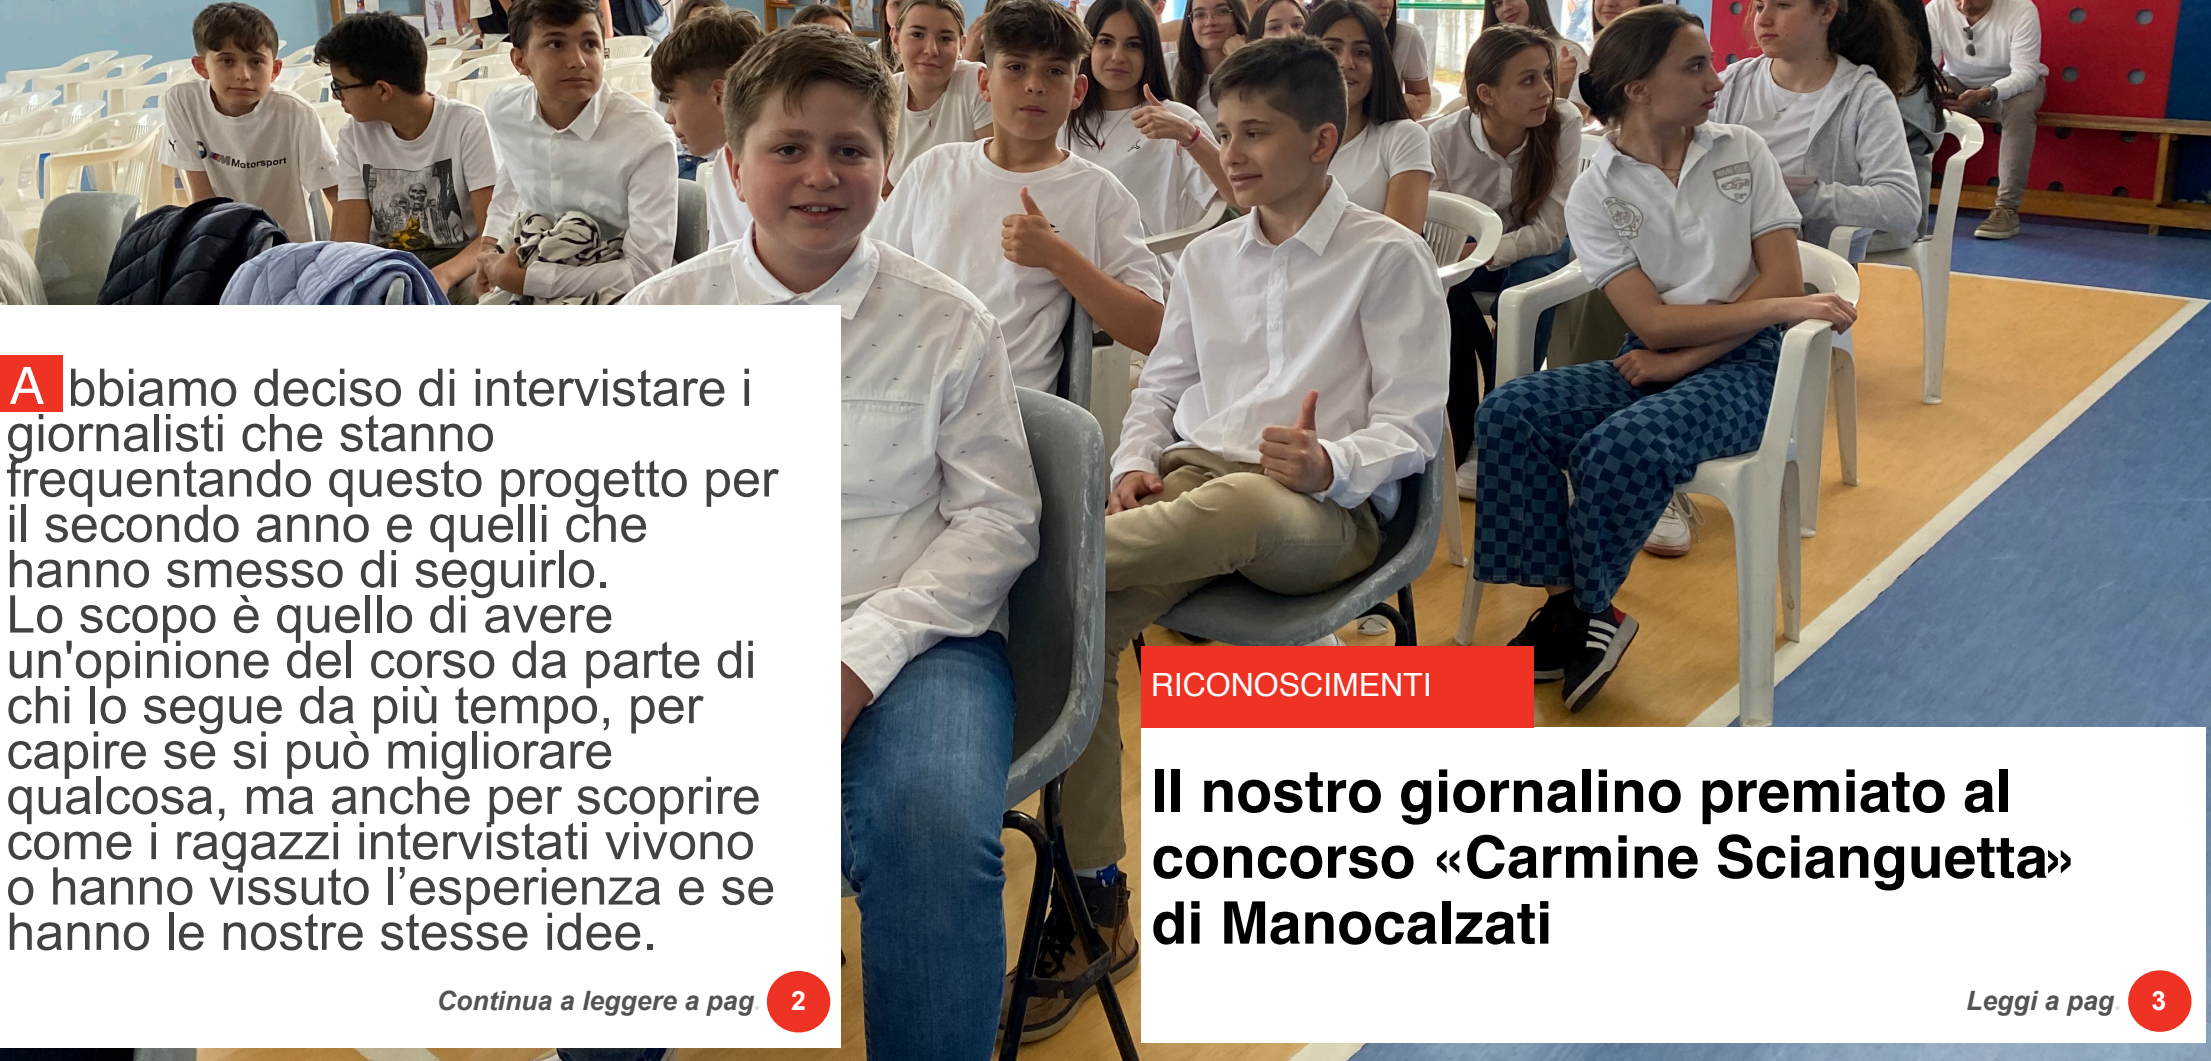 Motorsport
Abbiamo deciso di intervistare i
giornalisti che stanno
frequentando questo progetto per
il secondo anno e quelli che
hanno smesso di seguirlo.
Lo scopo è quello di avere
un'opinione del corso da parte di
chi lo segue da più tempo, per
capire se si può migliorare
qualcosa, ma anche per scoprire
come i ragazzi intervistati vivono
o hanno vissuto l’esperienza e se
hanno le nostre stesse idee.
Continua a leggere a pag. 2
RICONOSCIMENTI
Il nostro giornalino premiato al
concorso «Carmine Scianguetta»
di Manocalzati
Leggi a pag. 3